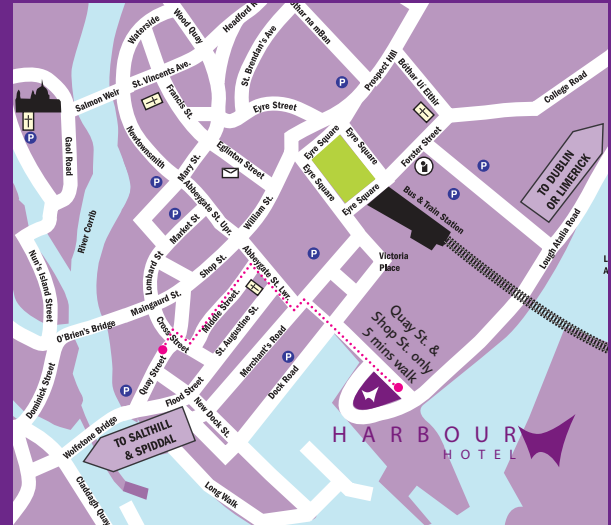 Waterside
Wood Quay
Headford R
othar na mBan
St. Brendan's Ave
St. Vincents Ave.
Salmon Weir
Francis St.
Prospect Hill
Bóthar Uí Eithir
College Road
P
Eyre Street
P
Gaol Road
Newtownsmith
Mary St.
Eglinton Street
Eyre Square
Eyre Square
Eyre Square
Eyre Square
Forster Street
P
P
P
Bus & Train Station
TO DUBLIN
OR LIMERICK
Abbeygate St. Upr.
William St.
P
Market St.
River Corrib
Lough Atalia Road
Nun's Island Street
Lombard St.
Shop St.
Abbeygate St. Lwr.
P
Victoria
Place
L
A
Maingaurd St.
Middle Street
O'Brien's Bridge
Cross Street
St. Augustine St.
Merchant's Road
P
Quay St. &
Shop St. only
5 mins walk
Dominick Street
Quay Street
P
Flood Street
Dock Road
New Dock St.
Wolfetone Bridge
TO SALTHILL
& SPIDDAL
HARBOUR
HOTEL
Claddagh Quay
Long Walk